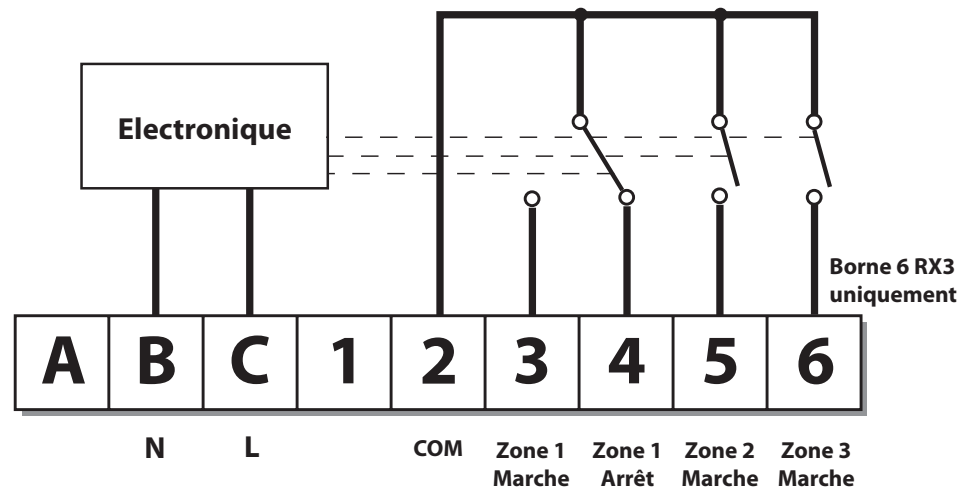 Electronique
Borne 6 RX3
uniquement
A B C 1 2 3 4 5 6
N L COM Zone 1 Zone 1 Zone 2 Zone 3
Marche Arrêt Marche Marche